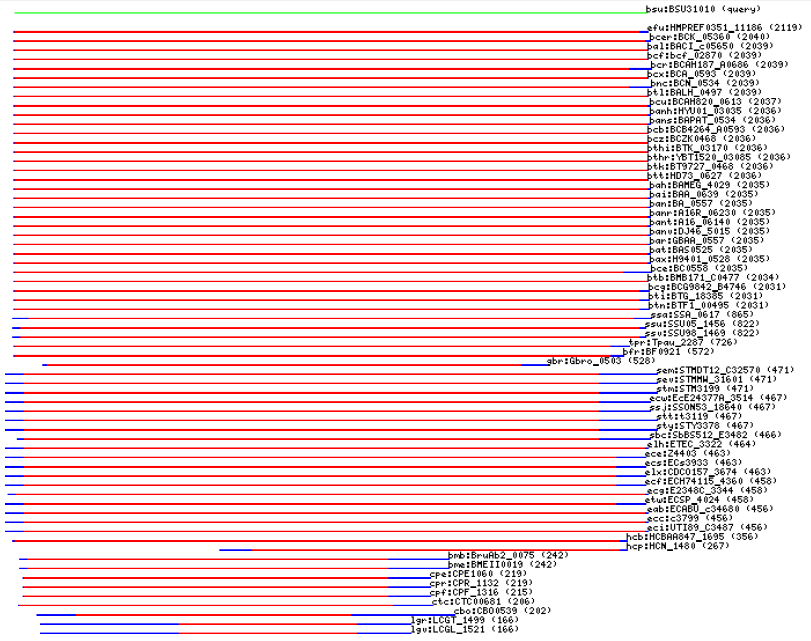 bsu:BSU31010 (query)
efu:HMPREF0351_11186 (2119)
bcer:BCK_05360 (2040)
bal:BACI_c05650 (2039)
bcf:bcf_02870 (2039)
bcr:BCAH187_A0686 (2039)
bcx:BCA_0593 (2039)
bnc:BCN_0534 (2039)
btl:BALH_0497 (2039)
bcu:BCAH820_0613 (2037)
banh:HYU01_03035 (2036)
bans:BAPAT_0534 (2036)
bcb:BCB4264_A0593 (2036)
bcz:BCZK0468 (2036)
bthi:BTK_03170 (2036)
bthr:YBT1520_03085 (2036)
btk:BT9727_0468 (2036)
btt:HD73_0627 (2036)
bah:BAMEG_4029 (2035)
bai:BAA_0639 (2035)
ban:BA_0557 (2035)
banr:A16R_06230 (2035)
bant:A16_06140 (2035)
banv:DJ46_5015 (2035)
bar:GBAA_0557 (2035)
bat:BAS0525 (2035)
bax:H9401_0528 (2035)
bce:BC0558 (2035)
btb:BMB171_C0477 (2034)
bcg:BCG9842_B4746 (2031)
bti:BTG_18385 (2031)
btn:BTF1_00495 (2031)
ssa:SSA_0617 (865)
ssu:SSU05_1456 (822)
ssv:SSU98_1469 (822)
tpr:Tpau_2287 (726)
bfr:BF0921 (572)
gbr:Gbro_0503 (528)
sem:STMDT12_C32570 (471)
sev:STMMW_31601 (471)
stm:STM3199 (471)
ecw:EcE24377A_3514 (467)
ssj:SSON53_18640 (467)
stt:t3119 (467)
sty:STY3378 (467)
sbc:SbBS512_E3482 (466)
elh:ETEC_3322 (464)
ece:Z4403 (463)
ecs:ECs3933 (463)
elx:CDCO157_3674 (463)
ecf:ECH74115_4360 (458)
ecg:E2348C_3344 (458)
etw:ECSP_4024 (458)
eab:ECABU_c34680 (456)
ecc:c3799 (456)
eci:UTI89_C3487 (456)
hcb:HCBAA847_1695 (356)
hcp:HCN_1480 (267)
bmb:BruAb2_0075 (242)
bme:BMEII0019 (242)
cpe:CPE1060 (219)
cpr:CPR_1132 (219)
cpf:CPF_1316 (215)
ctc:CTC00681 (206)
cbo:CBO0539 (202)
lgr:LCGT_1499 (166)
lgv:LCGL_1521 (166)